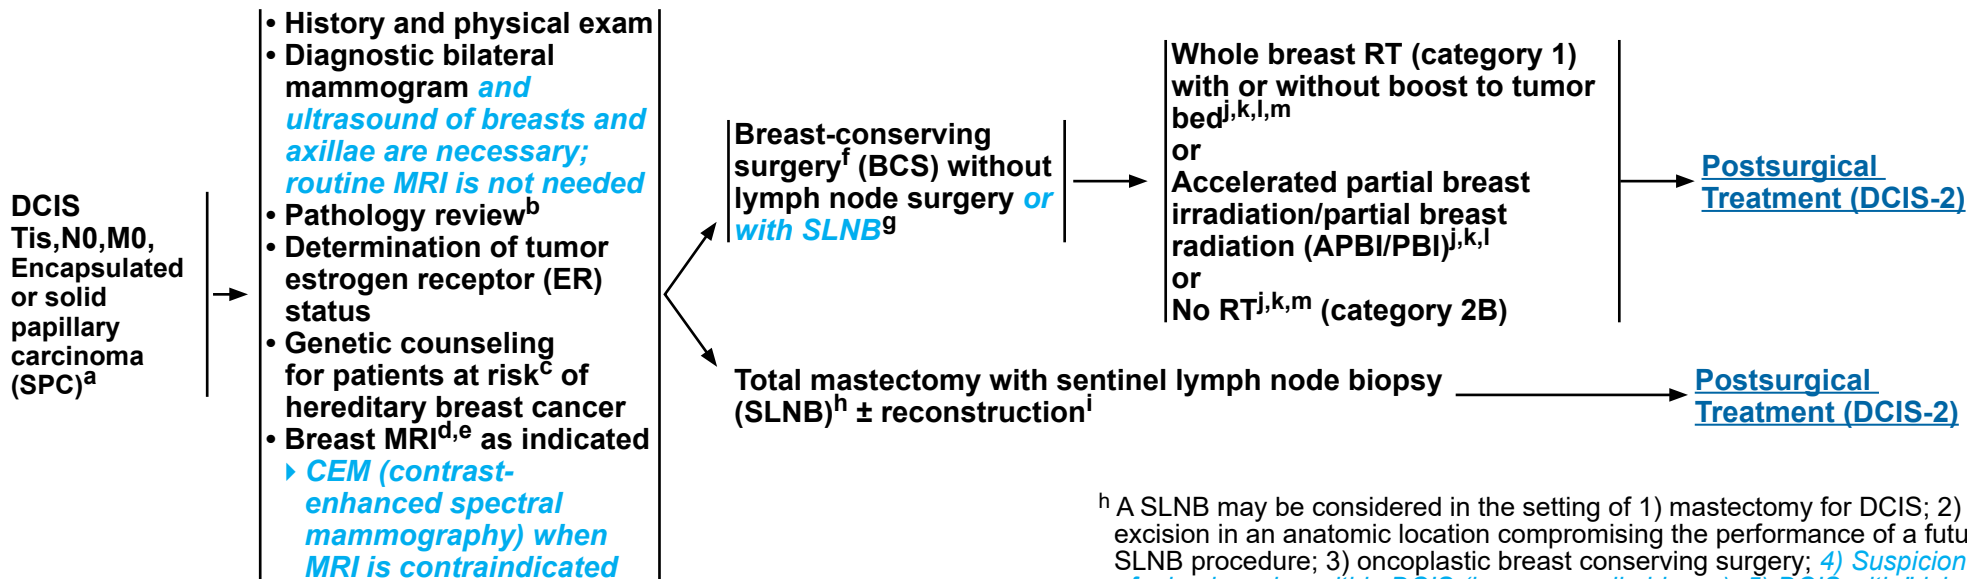 DCIS
Tis,N0,M0,
Encapsulated
or solid
papillary
carcinoma
(SPC)a
• History and physical exam
• Diagnostic bilateral
mammogram and
ultrasound of breasts and
axillae are necessary;
routine MRI is not needed
• Pathology reviewb
• Determination of tumor
estrogen receptor (ER)
status
• Genetic counseling
for patients at riskc of
hereditary breast cancer
• Breast MRId,e as indicated
CEM (contrast-
enhanced spectral
mammography) when
MRI is contraindicated
Breast-conserving
surgeryf (BCS) without
lymph node surgery or
with SLNBg
Whole breast RT (category 1)
with or without boost to tumor
bedj,k,l,m
or
Accelerated partial breast
irradiation/partial breast
radiation (APBI/PBI)j,k,l
or
No RTj,k,m (category 2B)
Postsurgical
Treatment (DCIS-2)
Total mastectomy with sentinel lymph node biopsy
(SLNB)h ± reconstructioni
Postsurgical
Treatment (DCIS-2)
h A SLNB may be considered in the setting of 1) mastectomy for DCIS; 2)
excision in an anatomic location compromising the performance of a futu
SLNB procedure; 3) oncoplastic breast conserving surgery; 4) Suspicion